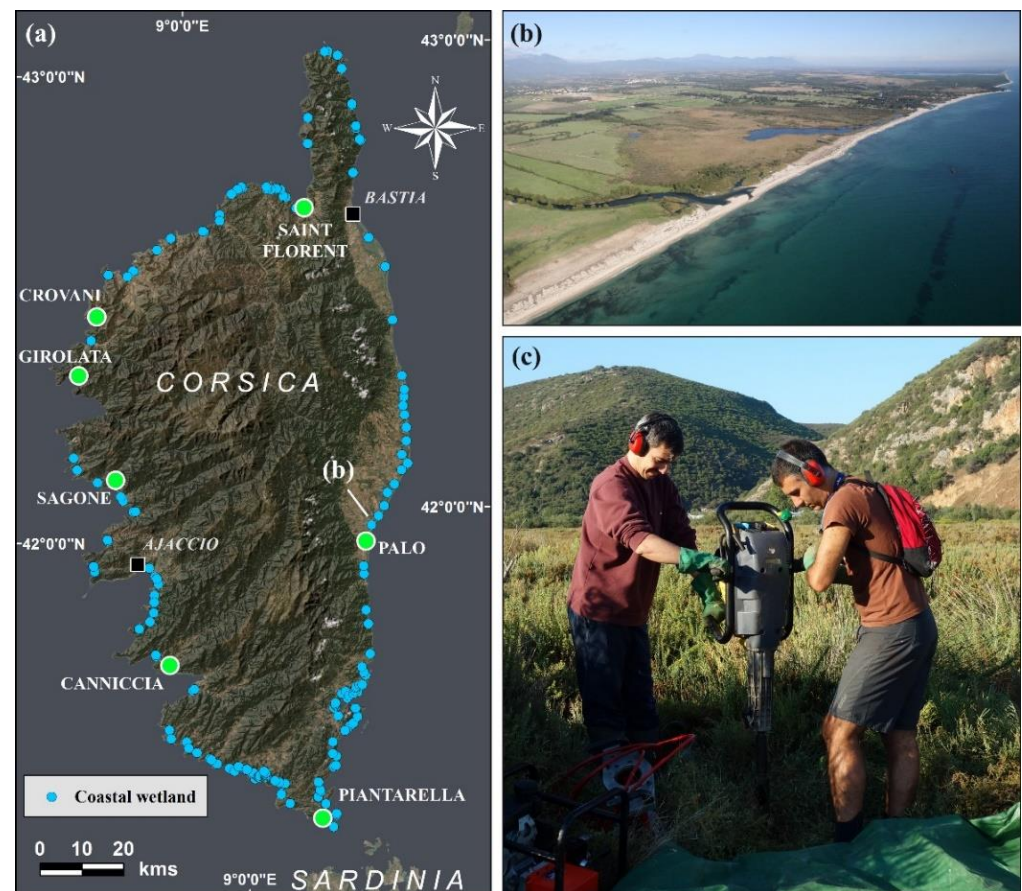 (a)
9°0'0"E
43°0'0"N
43°0'0"N
N
W
E
S
BASTIA
SAINT
FLORENT
CROVANI
GIROLATA
CORSICA
(b)
SAGONE
42°0'0"N
42°0'0"N
AJACCIO
PALO
CANNICCIA
Coastal wetland
PIANTARELLA
0 10 20
kms
9°0'0"E
SARDINIA
(b)
(c)